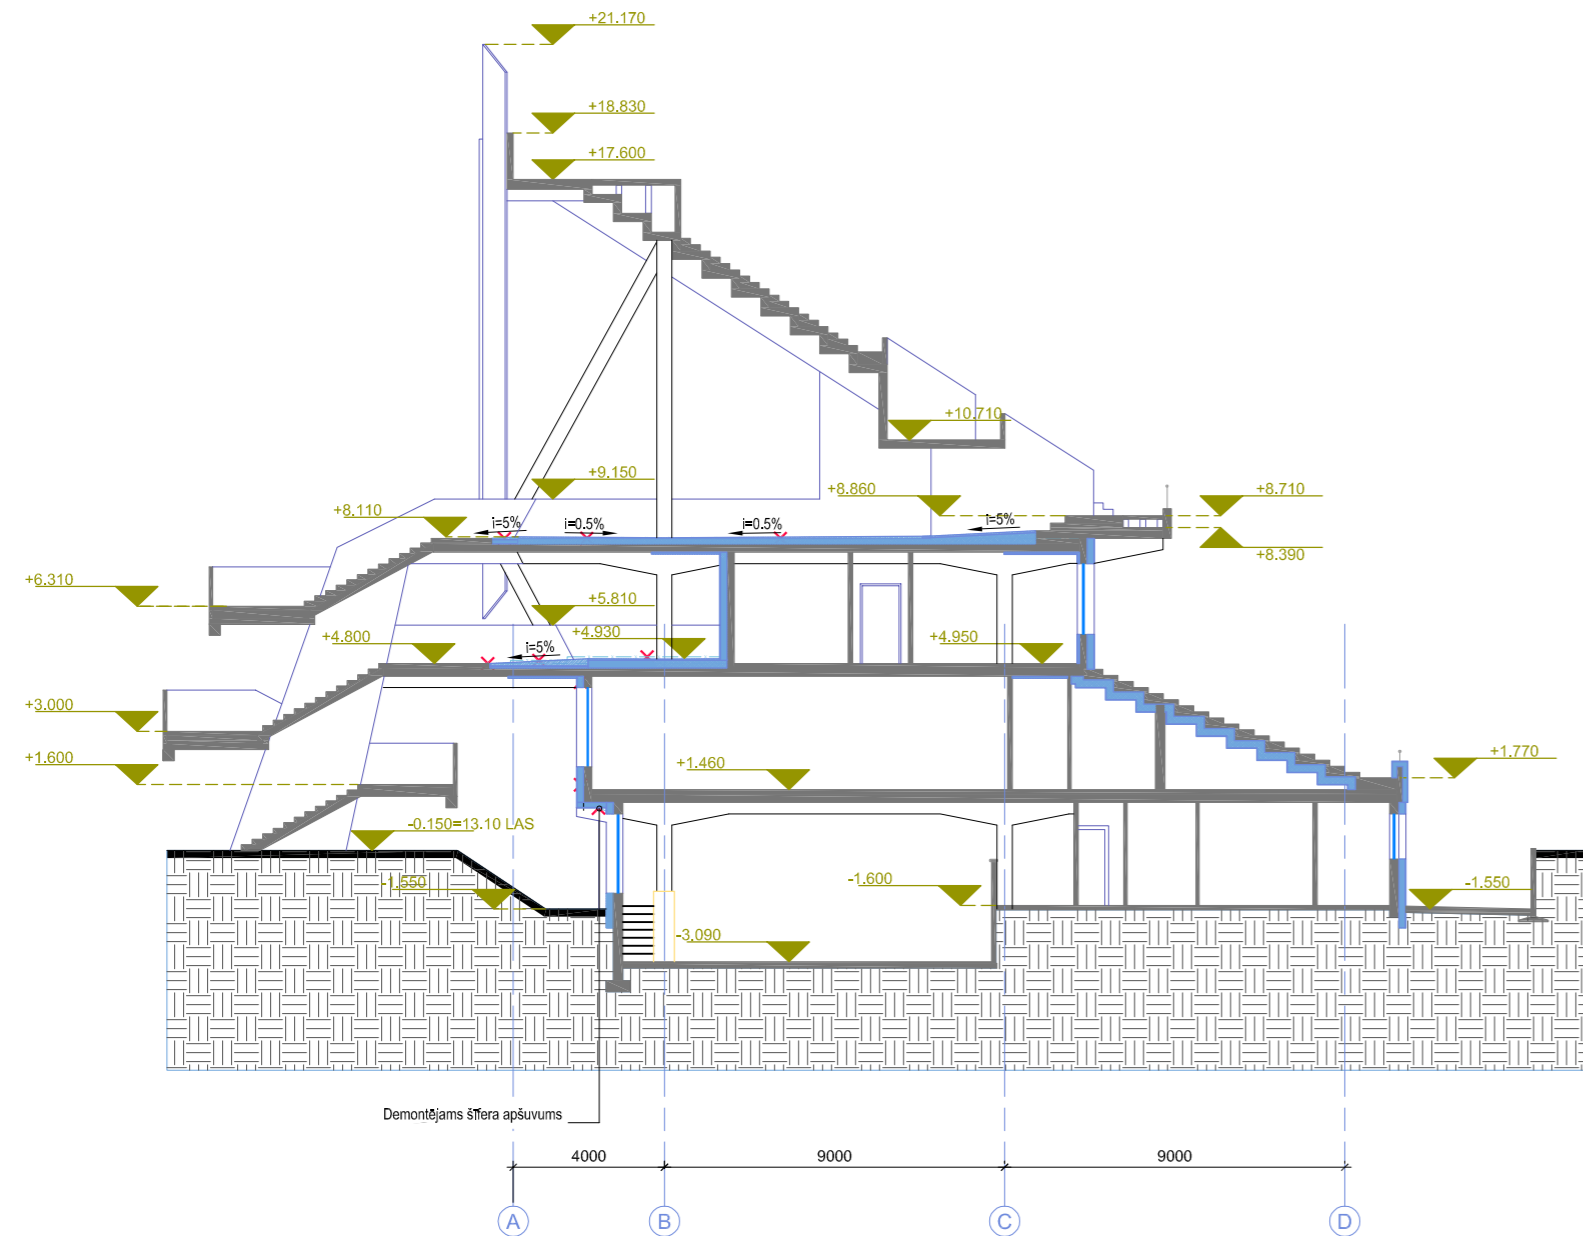 +21.170
+18.830
+17.600
+10.710
+9.150
+8.860
+8.710
+8.110
i=5%
i=0.5%
i=0.5%
i=5%
+8.390
+6.310
+5.810
+4.800
i=5%
+4.930
+4.950
+3.000
+1.600
+1.460
+1.770
-0.150=13.10 LAS
-1.550
-1.600
-1.550
-3.090
Demontējams šīfera apšuvums
4000
9000
9000
A
B
C
D